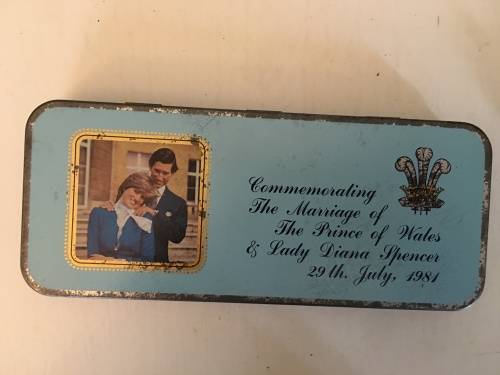 Commemorating
The Marriage of
The Prince of Wales
& Lady Diana Spencer
29th. July, 1981